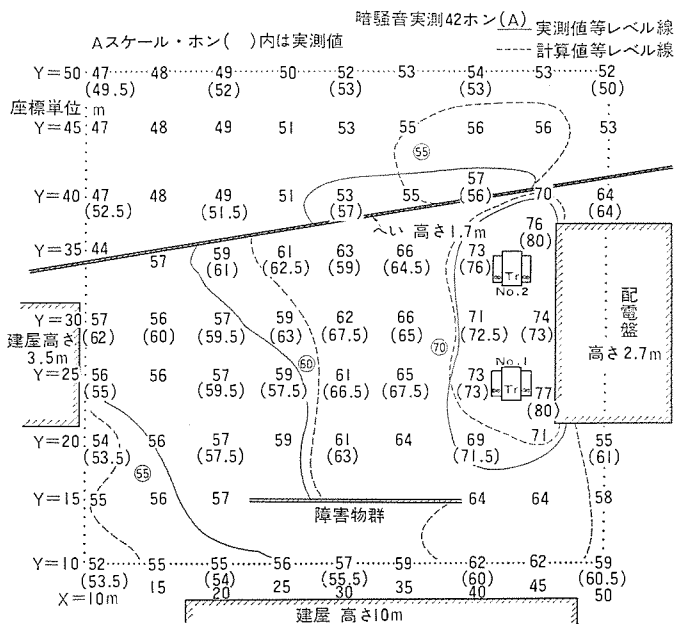 暗騒音実測42ホン(A)
Aスケール・ホン( )内は実測値
実測値等レベル線
計算値等レベル線
Y=50 47 48 49 50 52 53 54 53 52
(49.5) (52) (53) (53) (50)
座標単位 m
Y=45 47 48 49 51 53 55 56 56 53
55
57
Y=40 47 48 49 51 53 55 (56) 70 64
(52.5) (51.5) (57) (64)
へい 高さ1.7m
76
(80)
Y=35 44 57 59 61 63 66 73
(61) (62.5) (59) (64.5) (76)
Tr
No.2
配電盤
高さ2.7m
Y=30 57 56 57 59 62 66 71 74
(62) (60) (59.5) (63) (67.5) (65) (72.5) (73)
建屋高さ
3.5m
60
70
No.1
Tr
Y=25 56 56 57 59 61 65 73
(55) (59.5) (57.5) (66.5) (67.5) (73)
77
(80)
Y=20 54 56 57 59 61 64 69 71 55
(53.5) (57.5) (63) (71.5) (61)
55
Y=15 55 56 57 64 64 58
障害物群
Y=10 52 55 55 56 57 59 62 62 59
(53.5) (54) (55.5) (60) (60.5)
X=10m 15 20 25 30 35 40 45 50
建屋 高さ10m